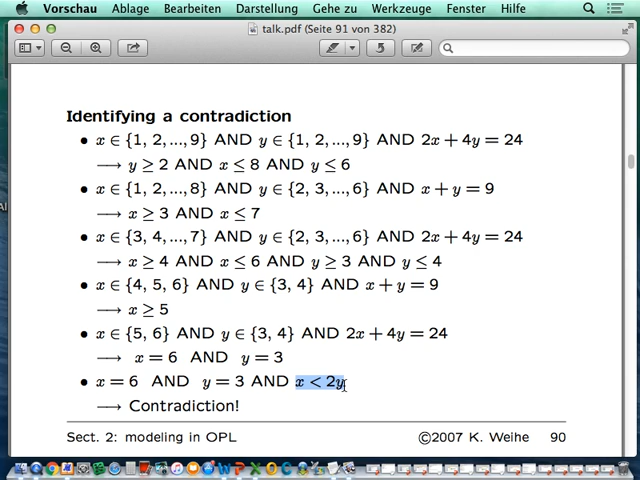 Vorschau Ablage Bearbeiten Darstellung Gehe zu Werkzeuge Fenster Hilfe
talk.pdf (Seite 91 von 382)
Identifying a contradiction
• x ∈ {1, 2, ..., 9} AND y ∈ {1, 2, ..., 9} AND 2x + 4y = 24
⟶ y ≥ 2 AND x ≤ 8 AND y ≤ 6
• x ∈ {1, 2, ..., 8} AND y ∈ {2, 3, ..., 6} AND x + y = 9
⟶ x ≥ 3 AND x ≤ 7
• x ∈ {3, 4, ..., 7} AND y ∈ {2, 3, ..., 6} AND 2x + 4y = 24
⟶ x ≥ 4 AND x ≤ 6 AND y ≥ 3 AND y ≤ 4
• x ∈ {4, 5, 6} AND y ∈ {3, 4} AND x + y = 9
⟶ x ≥ 5
• x ∈ {5, 6} AND y ∈ {3, 4} AND 2x + 4y = 24
⟶ x = 6 AND y = 3
• x = 6 AND y = 3 AND x < 2y
⟶ Contradiction!
Sect. 2: modeling in OPL ©2007 K. Weihe 90